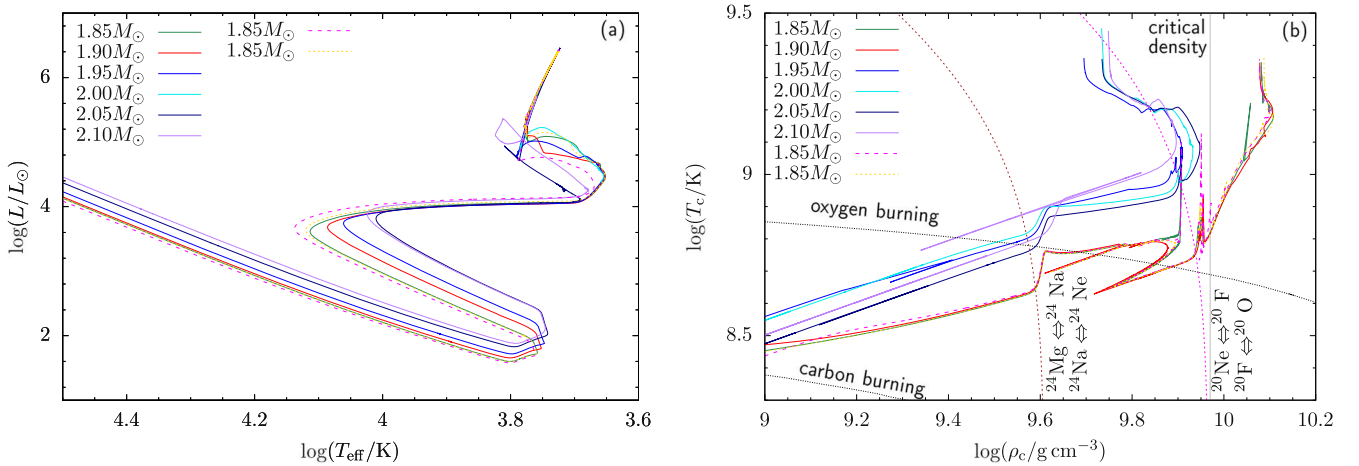 (a)
1.85M⊙
1.90M⊙
1.95M⊙
2.00M⊙
2.05M⊙
2.10M⊙
1.85M⊙
1.85M⊙
log(L/L⊙)
6
4
2
4.4
4.2
4
3.8
3.6
log(Teff/K)
(b)
critical
density
1.85M⊙
1.90M⊙
1.95M⊙
2.00M⊙
2.05M⊙
2.10M⊙
1.85M⊙
1.85M⊙
log(Tc/K)
9.5
9
8.5
oxygen burning
carbon burning
²⁴Mg⇔²⁴Na
²⁴Na⇔²⁴Ne
²⁰Ne⇔²⁰F
²⁰F⇔²⁰O
9
9.2
9.4
9.6
9.8
10
10.2
log(ρc/g cm⁻³)